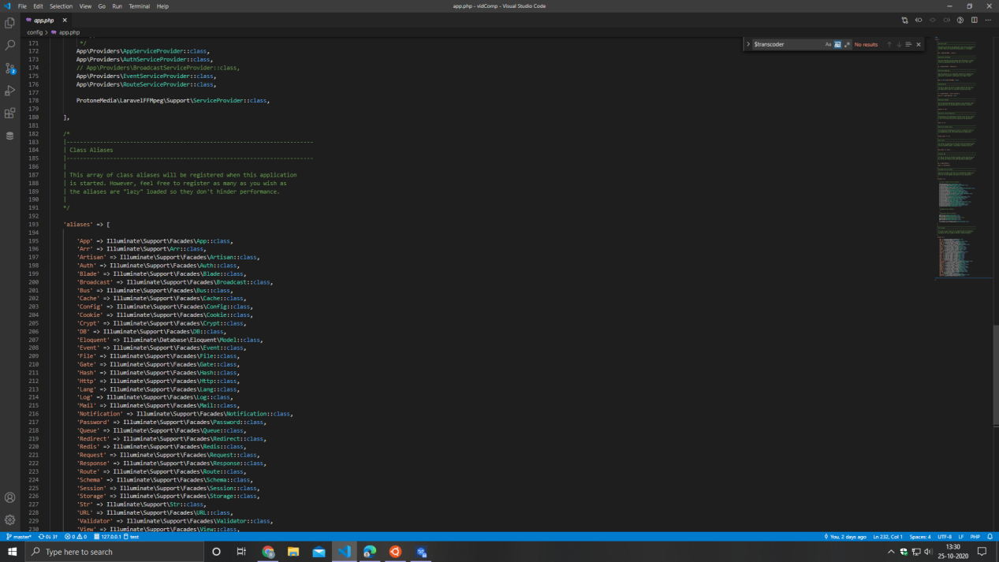 File Edit Selection View Go Run Terminal Help
app.php - vidComp - Visual Studio Code
app.php
config > app.php
$transcoder
Aa
No results
171 */
172 App\Providers\AppServiceProvider::class,
173 App\Providers\AuthServiceProvider::class,
174 // App\Providers\BroadcastServiceProvider::class,
175 App\Providers\EventServiceProvider::class,
176 App\Providers\RouteServiceProvider::class,
177
178 ProtoneMedia\LaravelFFMpeg\Support\ServiceProvider::class,
179
180 ],
181
182 /*
183 |--------------------------------------------------------------------------
184 | Class Aliases
185 |--------------------------------------------------------------------------
186 |
187 | This array of class aliases will be registered when this application
188 | is started. However, feel free to register as many as you wish as
189 | the aliases are "lazy" loaded so they don't hinder performance.
190 |
191 */
192
193 'aliases' => [
194
195 'App' => Illuminate\Support\Facades\App::class,
196 'Arr' => Illuminate\Support\Arr::class,
197 'Artisan' => Illuminate\Support\Facades\Artisan::class,
198 'Auth' => Illuminate\Support\Facades\Auth::class,
199 'Blade' => Illuminate\Support\Facades\Blade::class,
200 'Broadcast' => Illuminate\Support\Facades\Broadcast::class,
201 'Bus' => Illuminate\Support\Facades\Bus::class,
202 'Cache' => Illuminate\Support\Facades\Cache::class,
203 'Config' => Illuminate\Support\Facades\Config::class,
204 'Cookie' => Illuminate\Support\Facades\Cookie::class,
205 'Crypt' => Illuminate\Support\Facades\Crypt::class,
206 'DB' => Illuminate\Support\Facades\DB::class,
207 'Eloquent' => Illuminate\Database\Eloquent\Model::class,
208 'Event' => Illuminate\Support\Facades\Event::class,
209 'File' => Illuminate\Support\Facades\File::class,
210 'Gate' => Illuminate\Support\Facades\Gate::class,
211 'Hash' => Illuminate\Support\Facades\Hash::class,
212 'Http' => Illuminate\Support\Facades\Http::class,
213 'Lang' => Illuminate\Support\Facades\Lang::class,
214 'Log' => Illuminate\Support\Facades\Log::class,
215 'Mail' => Illuminate\Support\Facades\Mail::class,
216 'Notification' => Illuminate\Support\Facades\Notification::class,
217 'Password' => Illuminate\Support\Facades\Password::class,
218 'Queue' => Illuminate\Support\Facades\Queue::class,
219 'Redirect' => Illuminate\Support\Facades\Redirect::class,
220 'Redis' => Illuminate\Support\Facades\Redis::class,
221 'Request' => Illuminate\Support\Facades\Request::class,
222 'Response' => Illuminate\Support\Facades\Response::class,
223 'Route' => Illuminate\Support\Facades\Route::class,
224 'Schema' => Illuminate\Support\Facades\Schema::class,
225 'Session' => Illuminate\Support\Facades\Session::class,
226 'Storage' => Illuminate\Support\Facades\Storage::class,
227 'Str' => Illuminate\Support\Str::class,
228 'URL' => Illuminate\Support\Facades\URL::class,
229 'Validator' => Illuminate\Support\Facades\Validator::class,
230 'View' => Illuminate\Support\Facades\View::class,
2
master* 0↓ 3↑ 0 0 127.0.0.1 test
You, 2 days ago Ln 232, Col 1 Spaces: 4 UTF-8 LF PHP
Type here to search
13:30
25-10-2020